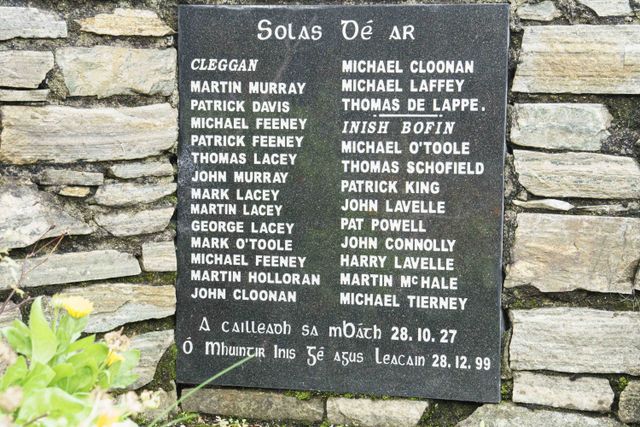 Solas Dé ar
CLEGGAN
MARTIN MURRAY
PATRICK DAVIS
MICHAEL FEENEY
PATRICK FEENEY
THOMAS LACEY
JOHN MURRAY
MARK LACEY
MARTIN LACEY
GEORGE LACEY
MARK O'TOOLE
MICHAEL FEENEY
MARTIN HOLLORAN
JOHN CLOONAN
MICHAEL CLOONAN
MICHAEL LAFFEY
THOMAS DE LAPPE.
INISH BOFIN
MICHAEL O'TOOLE
THOMAS SCHOFIELD
PATRICK KING
JOHN LAVELLE
PAT POWELL
JOHN CONNOLLY
HARRY LAVELLE
MARTIN McHALE
MICHAEL TIERNEY
A cailleadh sa mbáth 28.10.27
Ó Mhuintir Inis Gé agus leacain 28.12.99